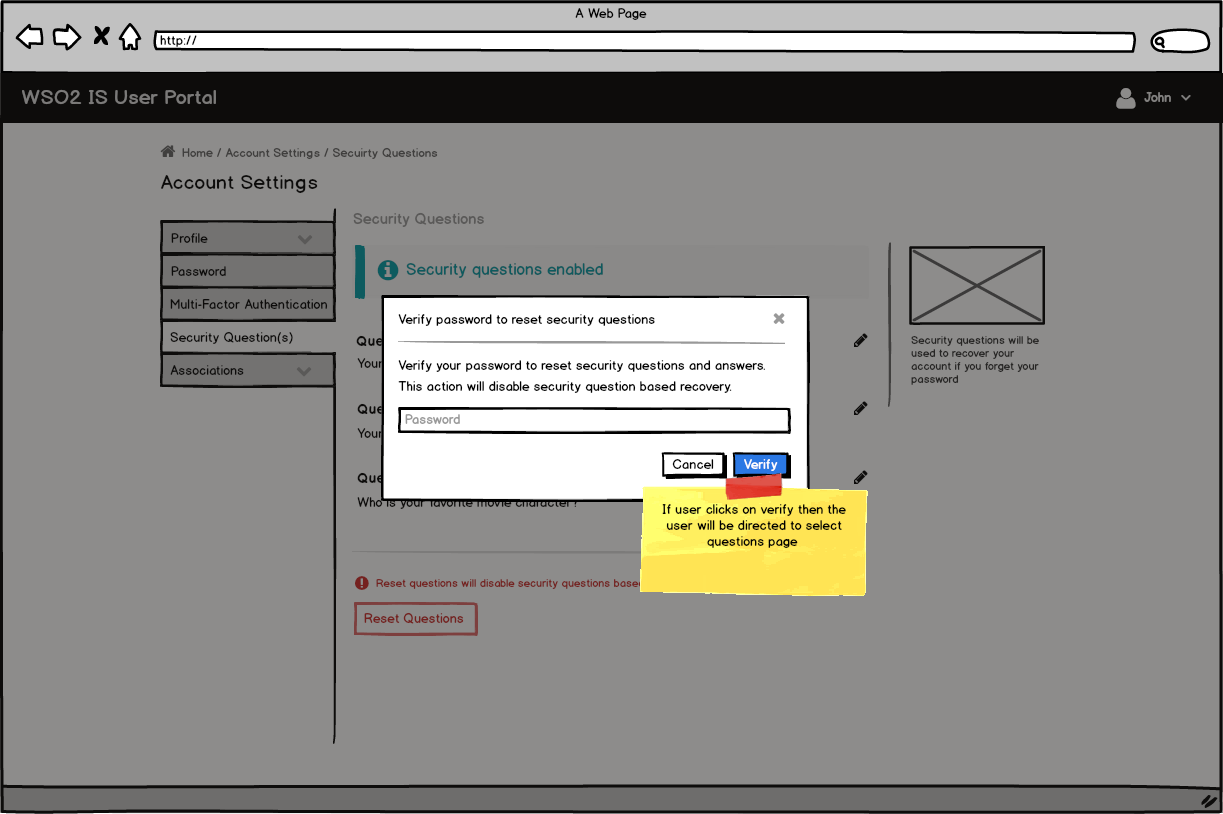 A Web Page
http://
WSO2 IS User Portal
John
Home / Account Settings / Secuirty Questions
Account Settings
Profile
Password
Multi-Factor Authentication
Security Question(s)
Associations
Security Questions
Security questions enabled
Verify password to reset security questions
Verify your password to reset security questions and answers.
This action will disable security question based recovery.
Password
Cancel
Verify
If user clicks on verify then the
user will be directed to select
questions page
Your
Your
Who is your favorite movie character?
Security questions will be
used to recover your
account if you forget your
password
Reset questions will disable security questions
Reset Questions